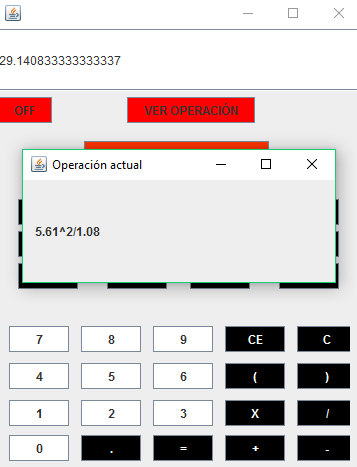 29.140833333333337
OFF VER OPERACIÓN
Operación actual
5.61^2/1.08
7 8 9 CE C
4 5 6 ( )
1 2 3 X /
0 . = + -